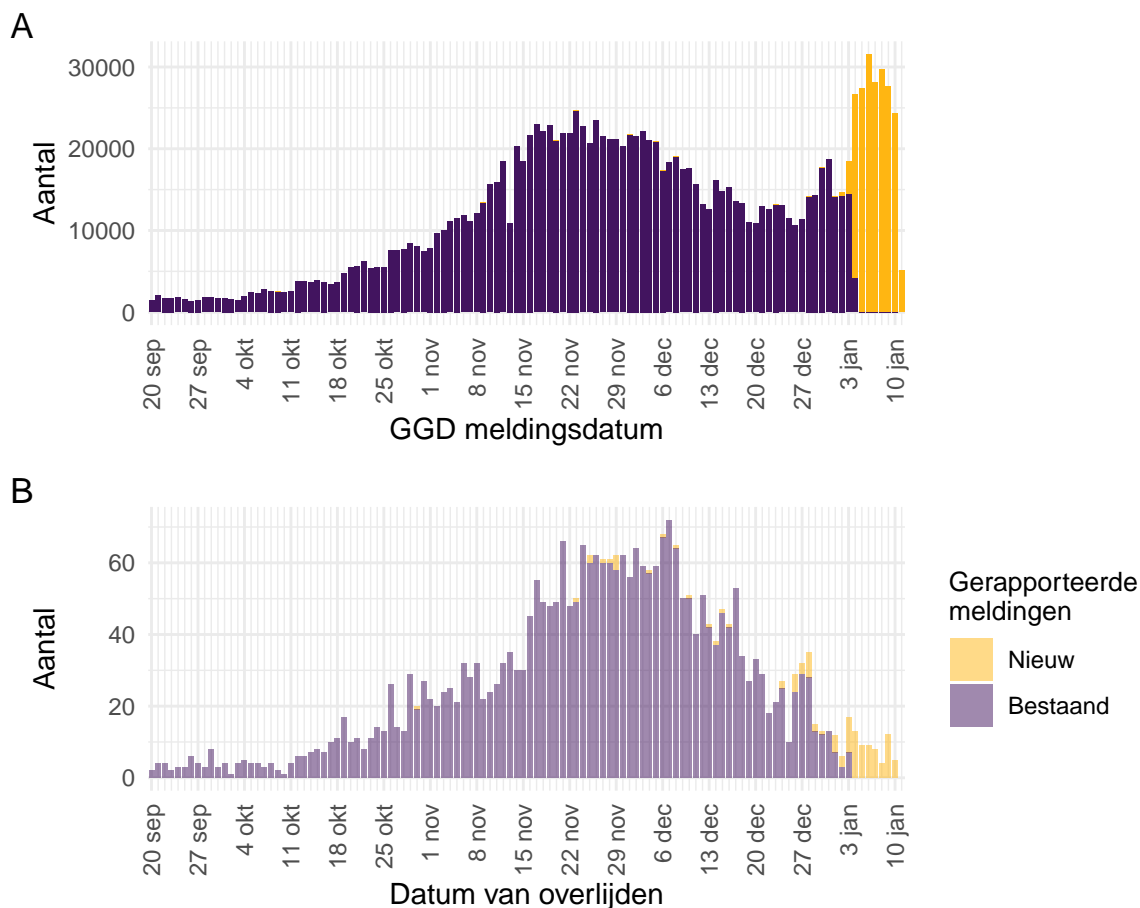 A
30000
20000
10000
0
Aantal
20 sep
27 sep
4 okt
11 okt
18 okt
25 okt
1 nov
8 nov
15 nov
22 nov
29 nov
6 dec
13 dec
20 dec
27 dec
3 jan
10 jan
GGD meldingsdatum
B
60
40
20
0
Aantal
20 sep
27 sep
4 okt
11 okt
18 okt
25 okt
1 nov
8 nov
15 nov
22 nov
29 nov
6 dec
13 dec
20 dec
27 dec
3 jan
10 jan
Datum van overlijden
Gerapporteerde
meldingen
Nieuw
Bestaand